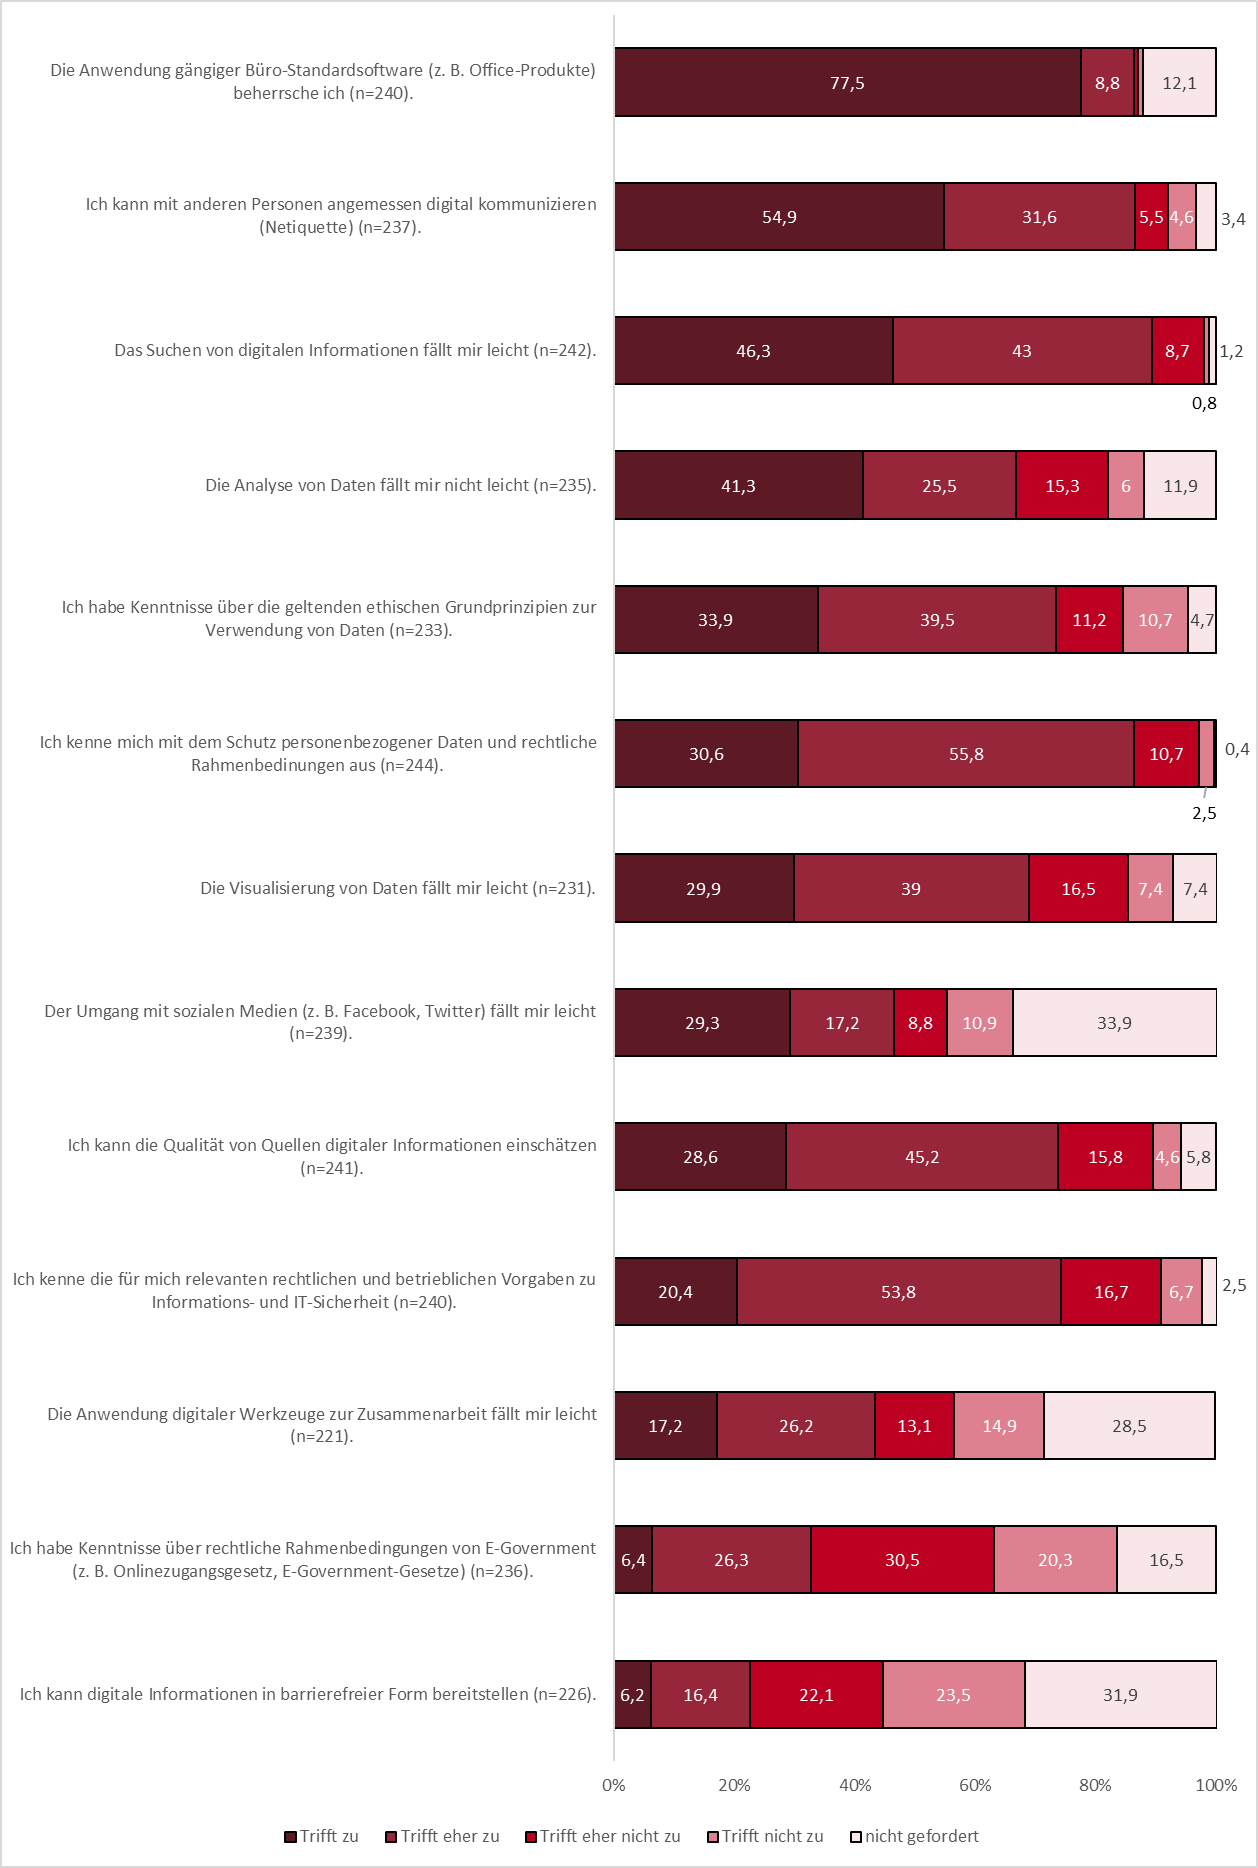 Die Anwendung gängiger Büro-Standardsoftware (z. B. Office-Produkte)
beherrsche ich (n=240).
77,5
8,8
12,1
Ich kann mit anderen Personen angemessen digital kommunizieren
(Netiquette) (n=237).
54,9
31,6
5,5
4,6
3,4
Das Suchen von digitalen Informationen fällt mir leicht (n=242).
46,3
43
8,7
1,2
0,8
Die Analyse von Daten fällt mir nicht leicht (n=235).
41,3
25,5
15,3
6
11,9
Ich habe Kenntnisse über die geltenden ethischen Grundprinzipien zur
Verwendung von Daten (n=233).
33,9
39,5
11,2
10,7
4,7
Ich kenne mich mit dem Schutz personenbezogener Daten und rechtliche
Rahmenbedinungen aus (n=244).
30,6
55,8
10,7
0,4
2,5
Die Visualisierung von Daten fällt mir leicht (n=231).
29,9
39
16,5
7,4
7,4
Der Umgang mit sozialen Medien (z. B. Facebook, Twitter) fällt mir leicht
(n=239).
29,3
17,2
8,8
10,9
33,9
Ich kann die Qualität von Quellen digitaler Informationen einschätzen
(n=241).
28,6
45,2
15,8
4,6
5,8
Ich kenne die für mich relevanten rechtlichen und betrieblichen Vorgaben zu
Informations- und IT-Sicherheit (n=240).
20,4
53,8
16,7
6,7
2,5
Die Anwendung digitaler Werkzeuge zur Zusammenarbeit fällt mir leicht
(n=221).
17,2
26,2
13,1
14,9
28,5
Ich habe Kenntnisse über rechtliche Rahmenbedingungen von E-Government
(z. B. Onlinezugangsgesetz, E-Government-Gesetze) (n=236).
6,4
26,3
30,5
20,3
16,5
Ich kann digitale Informationen in barrierefreier Form bereitstellen (n=226).
6,2
16,4
22,1
23,5
31,9
0% 20% 40% 60% 80% 100%
Trifft zu Trifft eher zu Trifft eher nicht zu Trifft nicht zu nicht gefordert